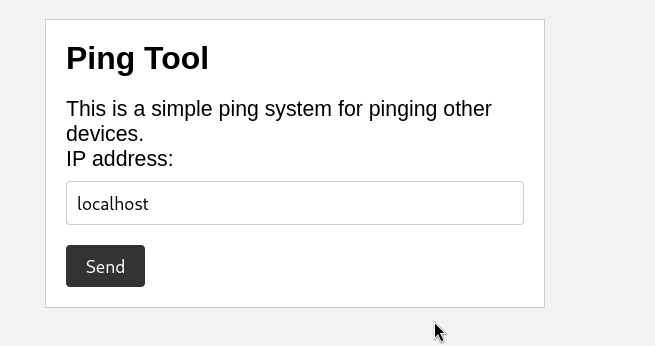 Ping Tool
This is a simple ping system for pinging other
devices.
IP address:
localhost
Send